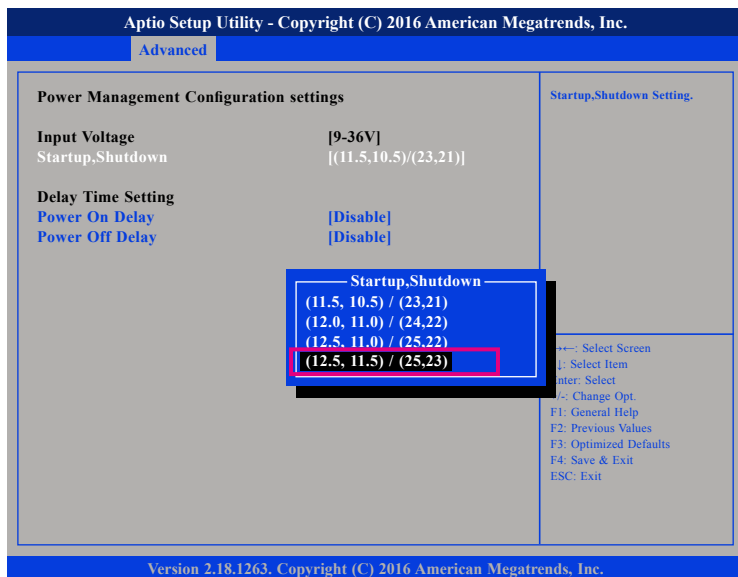 Aptio Setup Utility - Copyright (C) 2016 American Megatrends, Inc.
Advanced
Power Management Configuration settings
Input Voltage [9-36V]
Startup,Shutdown [(11.5,10.5)/(23,21)]
Delay Time Setting
Power On Delay [Disable]
Power Off Delay [Disable]
Startup,Shutdown
(11.5, 10.5) / (23,21)
(12.0, 11.0) / (24,22)
(12.5, 11.0) / (25,22)
(12.5, 11.5) / (25,23)
Startup,Shutdown Setting.
→←: Select Screen
↓: Select Item
Enter: Select
/-: Change Opt.
F1: General Help
F2: Previous Values
F3: Optimized Defaults
F4: Save & Exit
ESC: Exit
Version 2.18.1263. Copyright (C) 2016 American Megatrends, Inc.